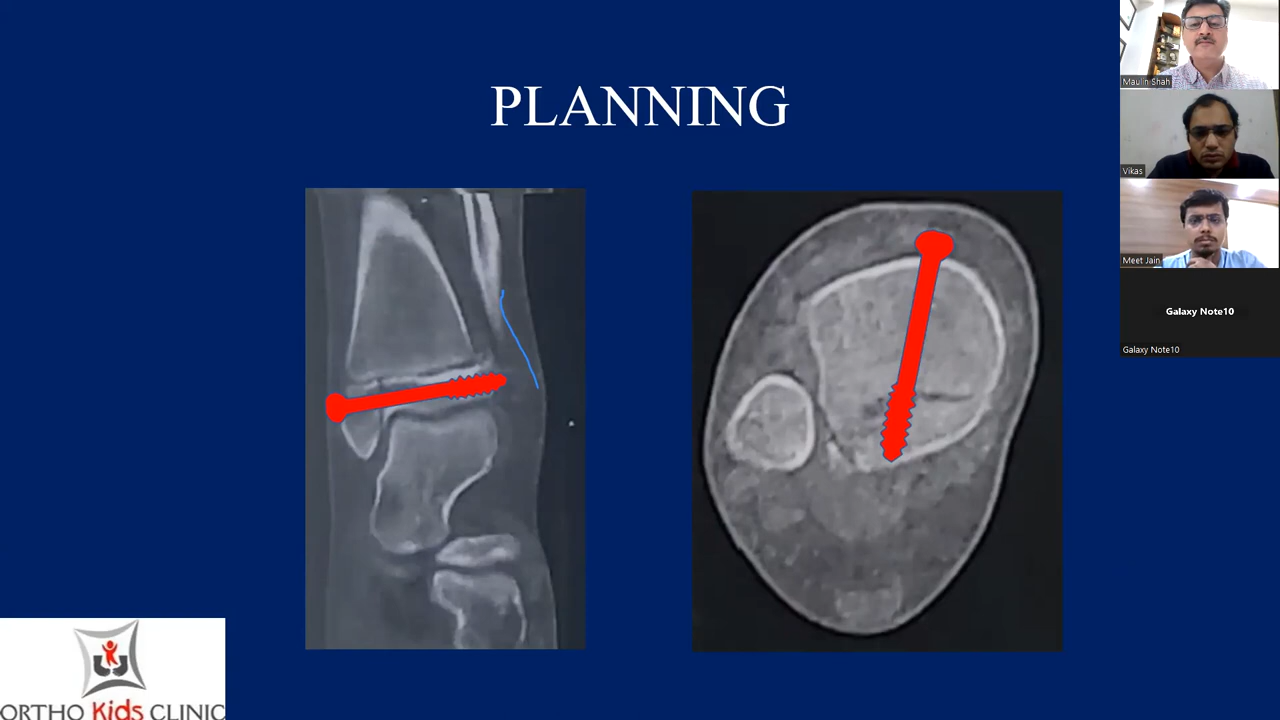 PLANNING
Maulin Shah
Vikas
Meet Jain
Galaxy Note10
Galaxy Note10
ORTHO Kids CLINIC